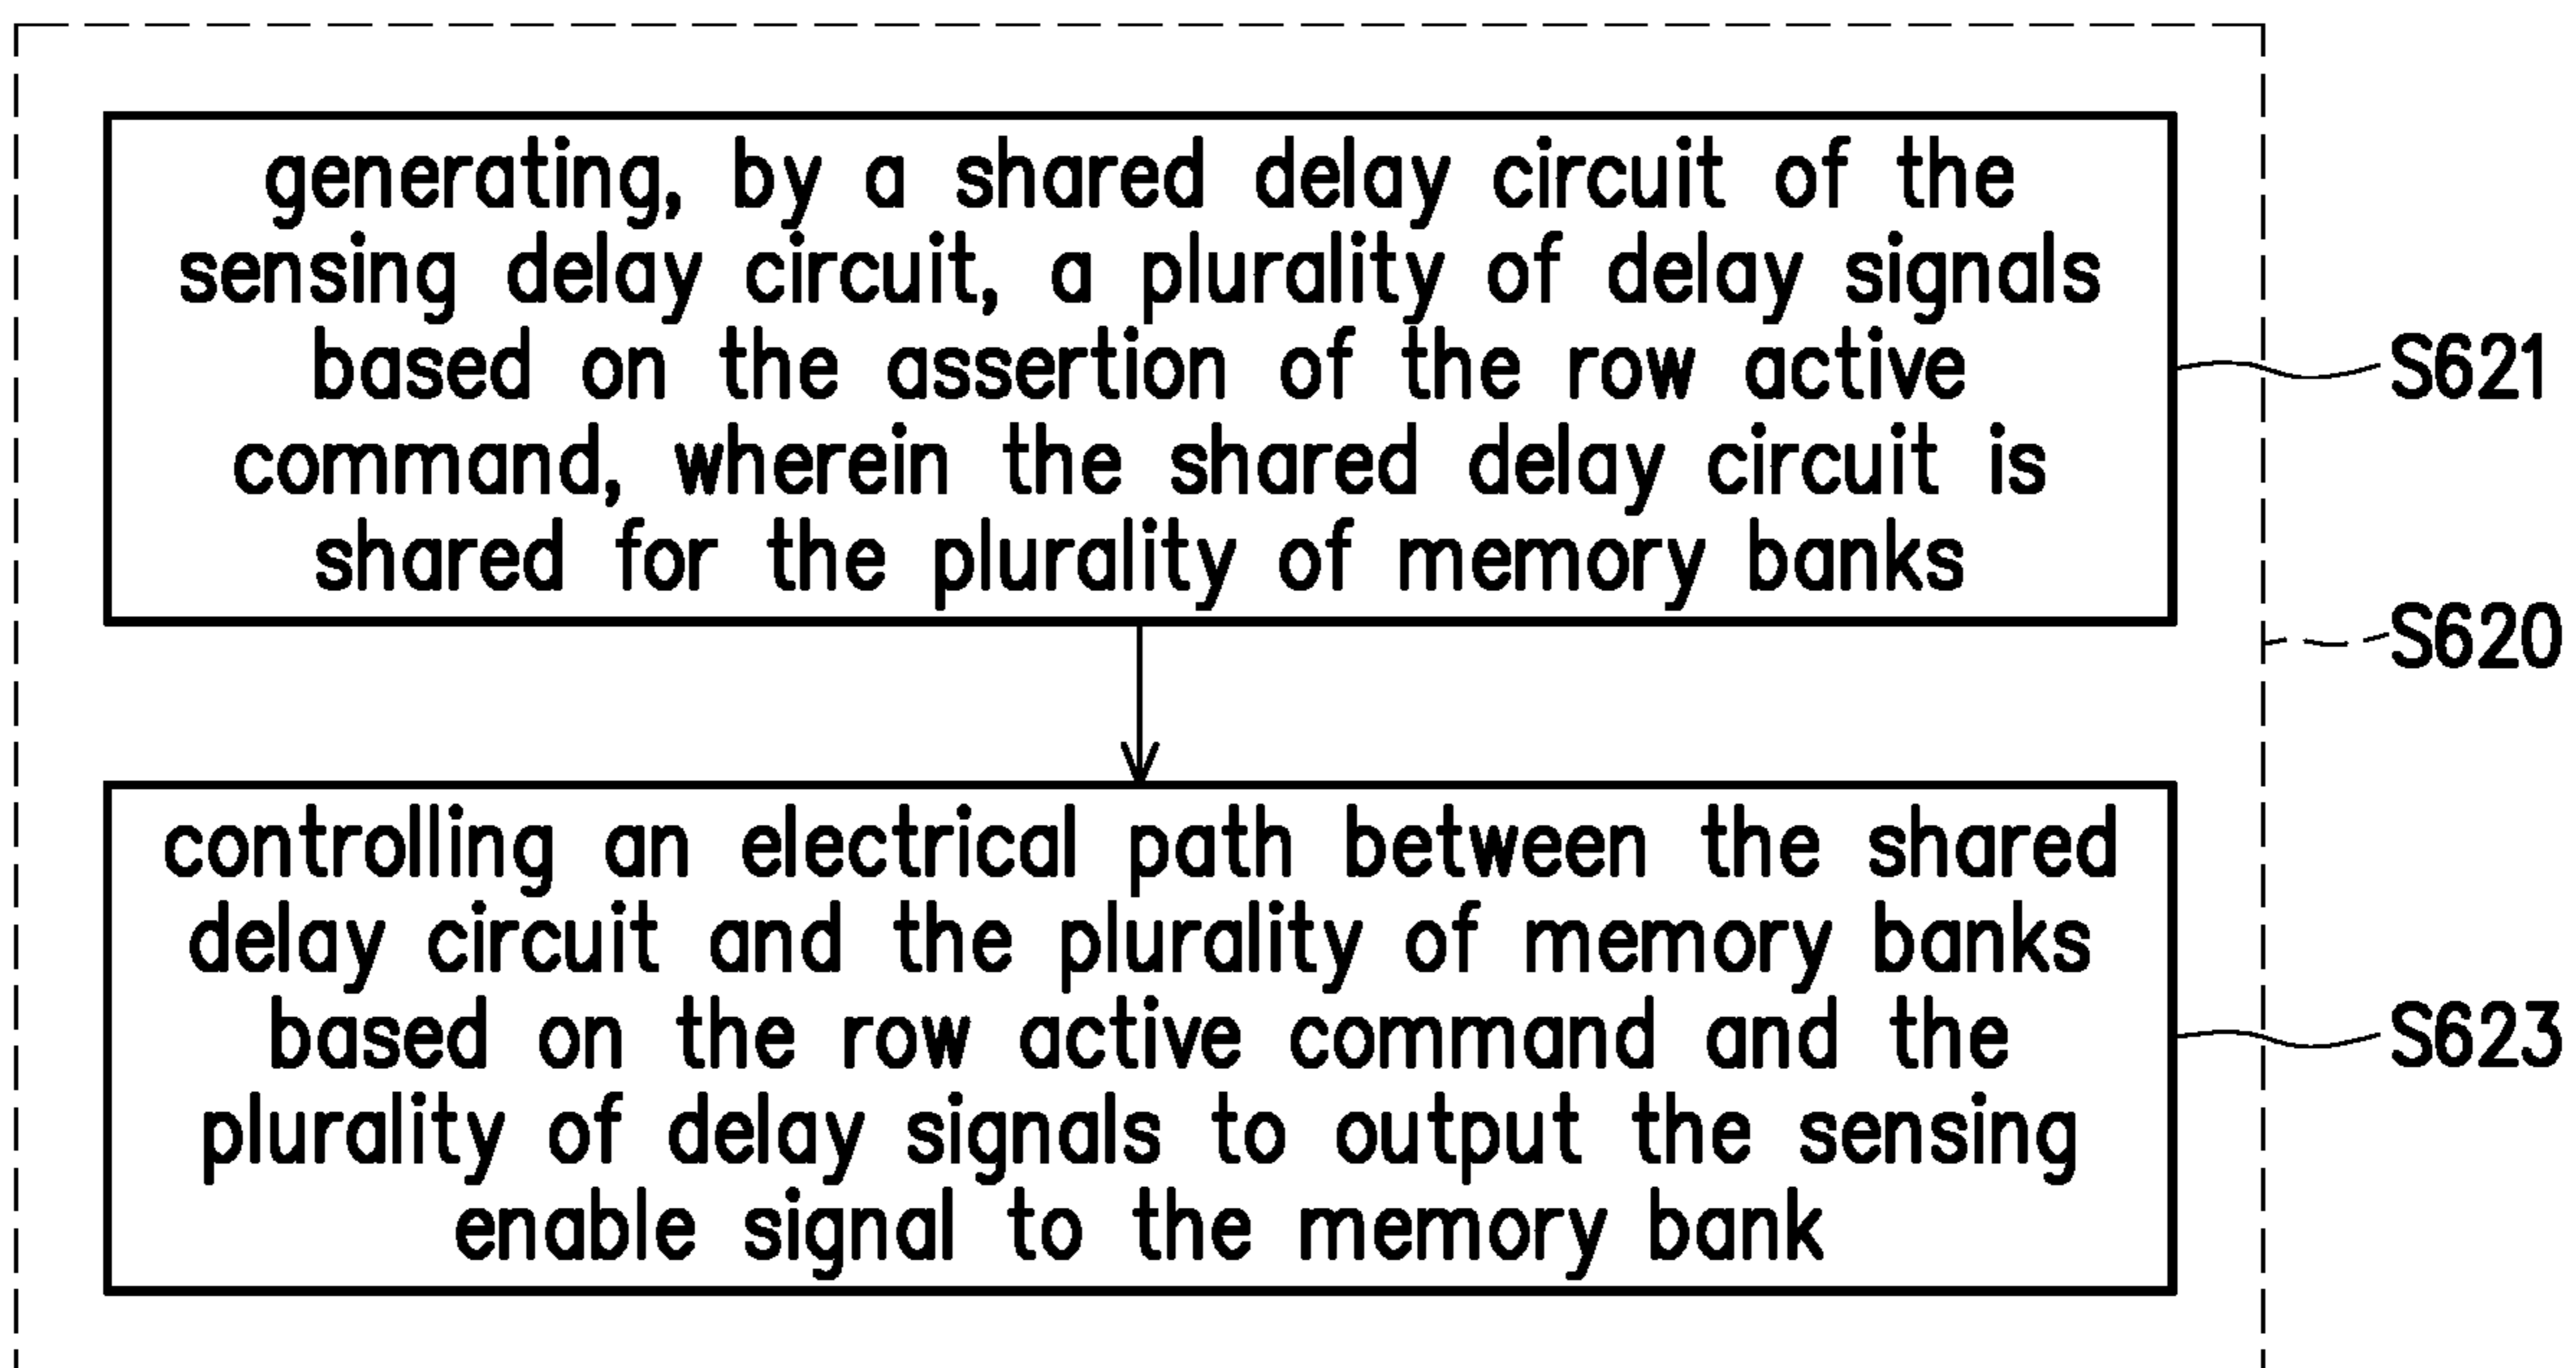 generating, by a shared delay circuit of the
sensing delay circuit, a plurality of delay signals
based on the assertion of the row active
command, wherein the shared delay circuit is
shared for the plurality of memory banks
S621
S620
controlling an electrical path between the shared
delay circuit and the plurality of memory banks
based on the row active command and the
plurality of delay signals to output the sensing
enable signal to the memory bank
S623